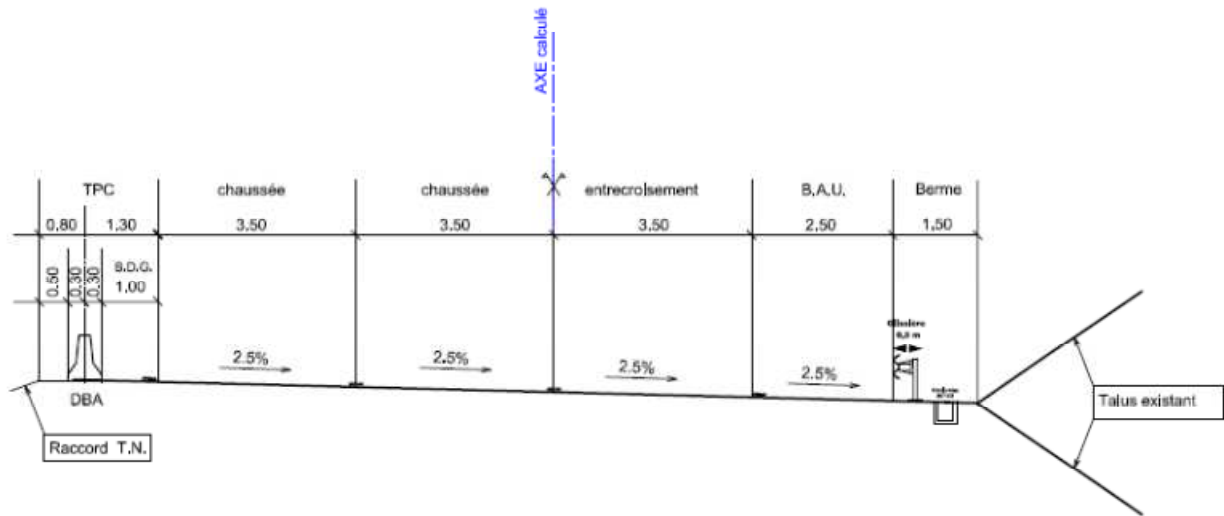 AXE calculé
TPC chaussée chaussée entrecroisement B.A.U. Berme
0.80 1.30 3.50 3.50 3.50 2.50 1.50
0.50 0.30 0.30 S.D.G.
1.00
Glissière
2.5% 2.5% 2.5% 2.5%
DBA
Talus existant
Raccord T.N.